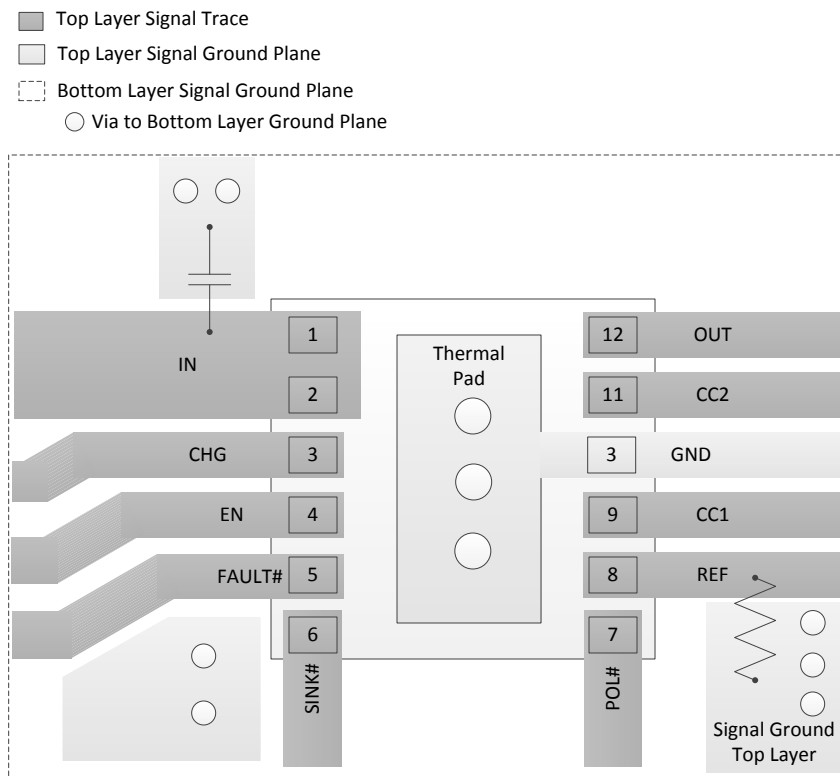 Top Layer Signal Trace
Top Layer Signal Ground Plane
Bottom Layer Signal Ground Plane
Via to Bottom Layer Ground Plane
IN
1
2
CHG
3
EN
4
FAULT#
5
6
SINK#
Thermal
Pad
12
OUT
11
CC2
3
GND
9
CC1
8
REF
7
POL#
Signal Ground
Top Layer